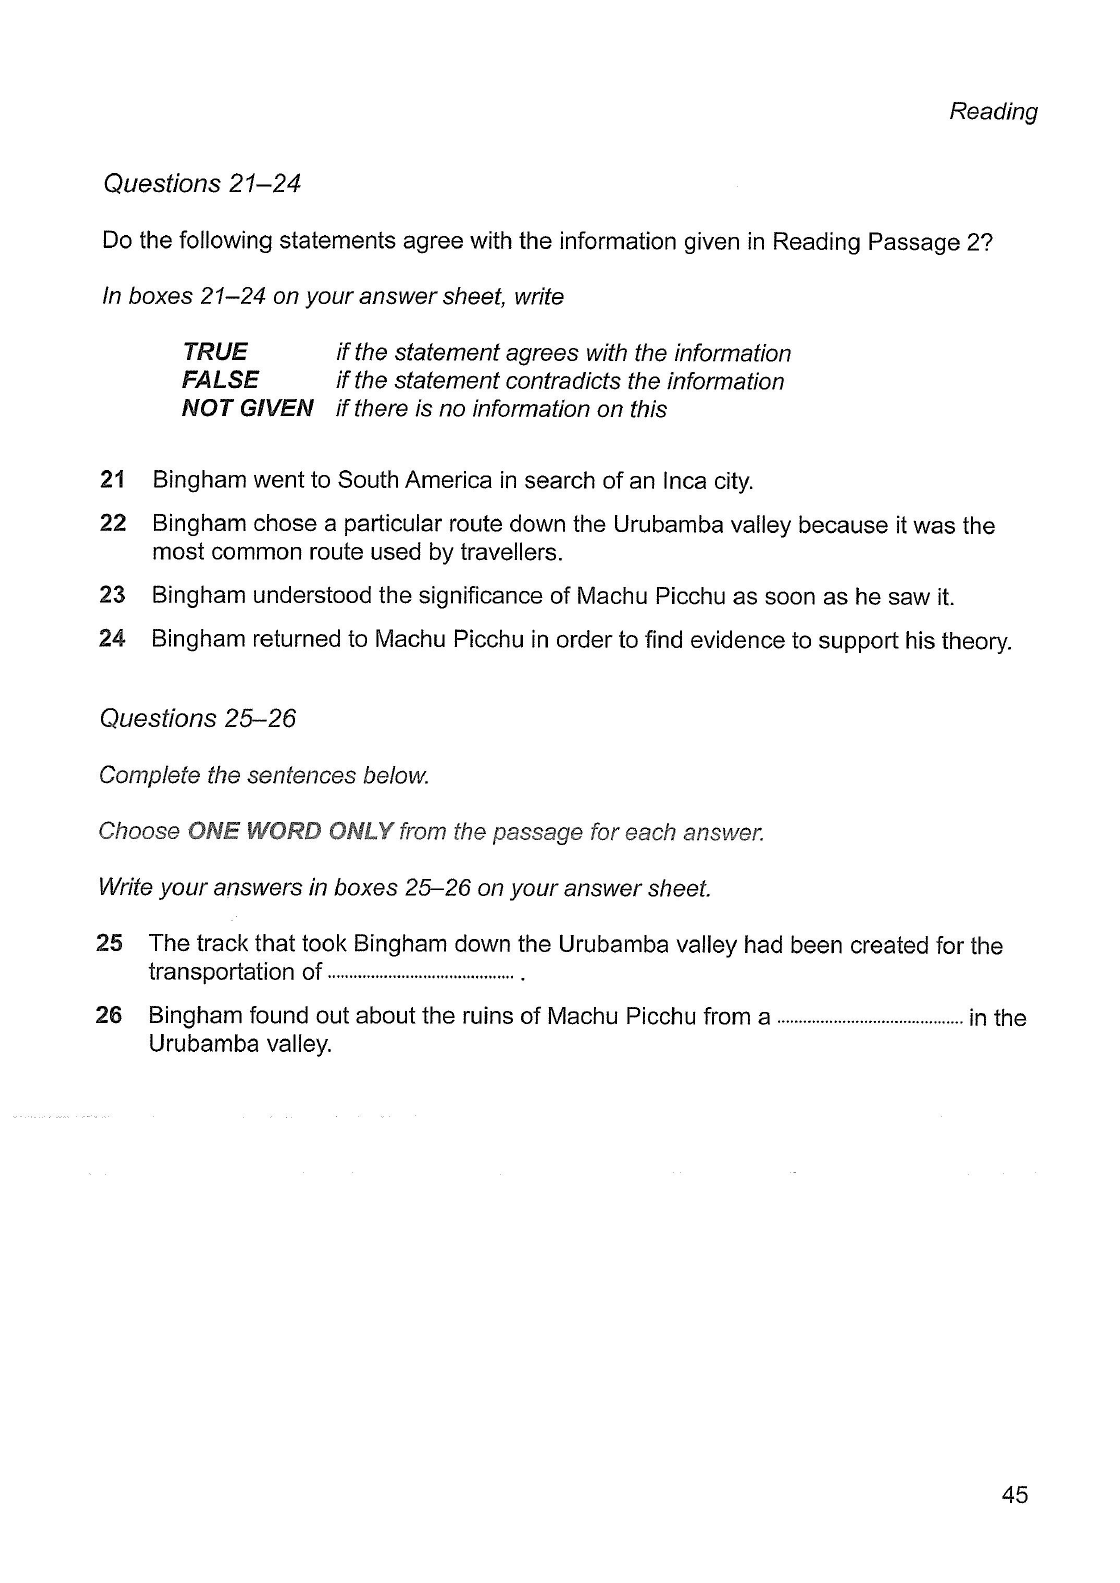 Reading
Questions 21–24
Do the following statements agree with the information given in Reading Passage 2?
In boxes 21–24 on your answer sheet, write
TRUE if the statement agrees with the information
FALSE if the statement contradicts the information
NOT GIVEN if there is no information on this
21 Bingham went to South America in search of an Inca city.
22 Bingham chose a particular route down the Urubamba valley because it was the
most common route used by travellers.
23 Bingham understood the significance of Machu Picchu as soon as he saw it.
24 Bingham returned to Machu Picchu in order to find evidence to support his theory.
Questions 25–26
Complete the sentences below.
Choose ONE WORD ONLY from the passage for each answer.
Write your answers in boxes 25–26 on your answer sheet.
25 The track that took Bingham down the Urubamba valley had been created for the
transportation of ........................................... .
26 Bingham found out about the ruins of Machu Picchu from a ........................................... in the
Urubamba valley.
45